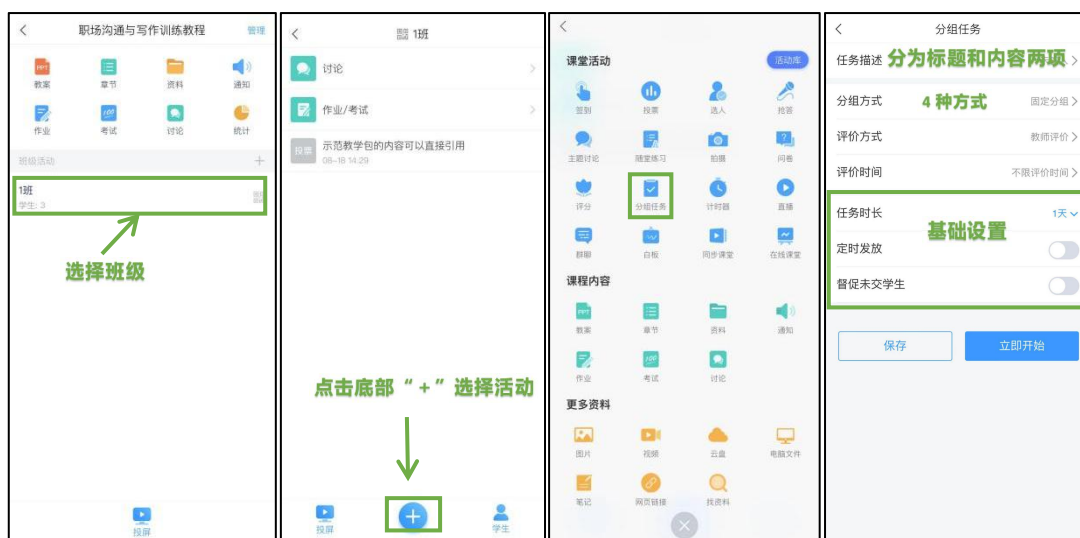 职场沟通与写作训练教程
管理
PPT
教案
章节
资料
通知
作业
100
考试
讨论
统计
班级活动
1班
学生: 3
选择班级
投屏
1班
讨论
作业/考试
投票
示范教学包的内容可以直接引用
08-18 14:29
点击底部“+”选择活动
投屏
学生
课堂活动
活动库
签到
投票
选人
抢答
主题讨论
随堂练习
拍摄
问卷
评分
分组任务
计时器
直播
群聊
白板
同步课堂
在线课堂
课程内容
PPT
教案
章节
资料
通知
作业
100
考试
讨论
更多资料
图片
视频
云盘
电脑文件
笔记
网页链接
找资料
分组任务
任务描述
分为标题和内容两项
分组方式
4 种方式
固定分组
评价方式
教师评价
评价时间
不限评价时间
任务时长
1天
基础设置
定时发放
督促未交学生
保存
立即开始